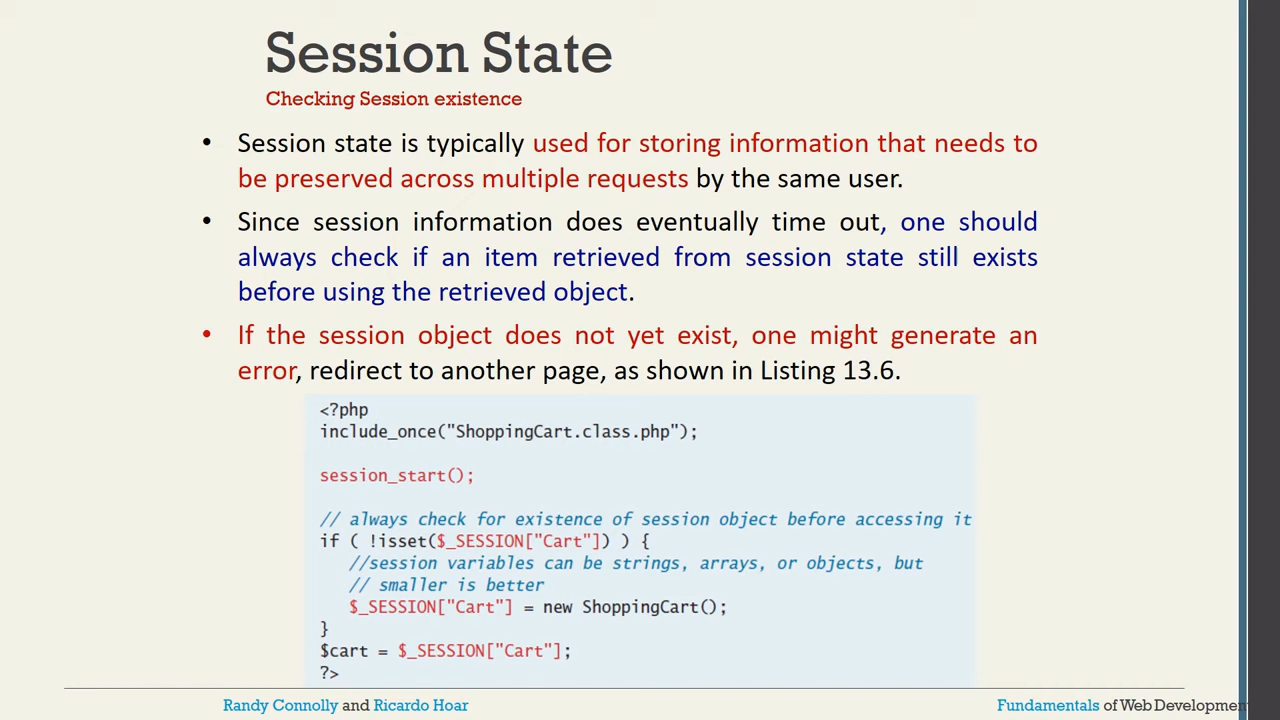 Session State
Checking Session existence
• Session state is typically used for storing information that needs to
be preserved across multiple requests by the same user.
• Since session information does eventually time out, one should
always check if an item retrieved from session state still exists
before using the retrieved object.
• If the session object does not yet exist, one might generate an
error, redirect to another page, as shown in Listing 13.6.
<?php
include_once("ShoppingCart.class.php");
session_start();
// always check for existence of session object before accessing it
if ( !isset($_SESSION["Cart"]) ) {
//session variables can be strings, arrays, or objects, but
// smaller is better
$_SESSION["Cart"] = new ShoppingCart();
}
$cart = $_SESSION["Cart"];
?>
Randy Connolly and Ricardo Hoar
Fundamentals of Web Development